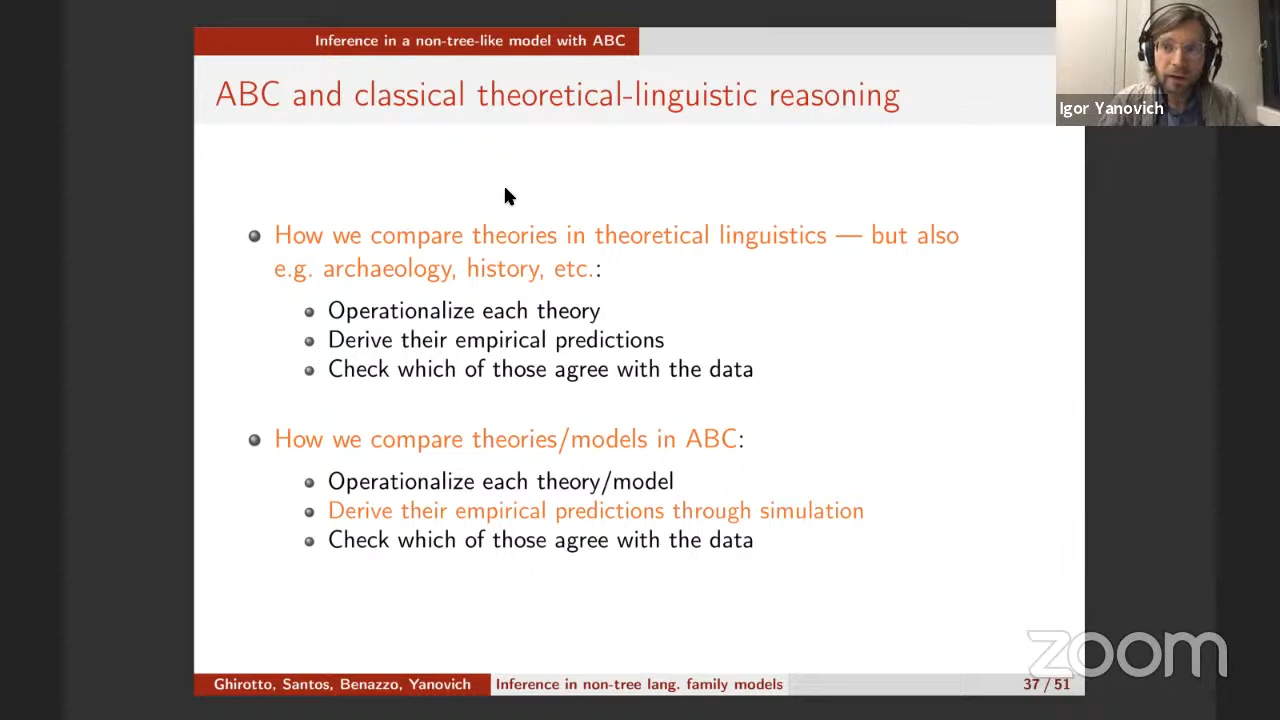 Inference in a non-tree-like model with ABC
ABC and classical theoretical-linguistic reasoning
Igor Yanovich
How we compare theories in theoretical linguistics — but also
e.g. archaeology, history, etc.:
Operationalize each theory
Derive their empirical predictions
Check which of those agree with the data
How we compare theories/models in ABC:
Operationalize each theory/model
Derive their empirical predictions through simulation
Check which of those agree with the data
zoom
Ghirotto, Santos, Benazzo, Yanovich
Inference in non-tree lang. family models
37 / 51